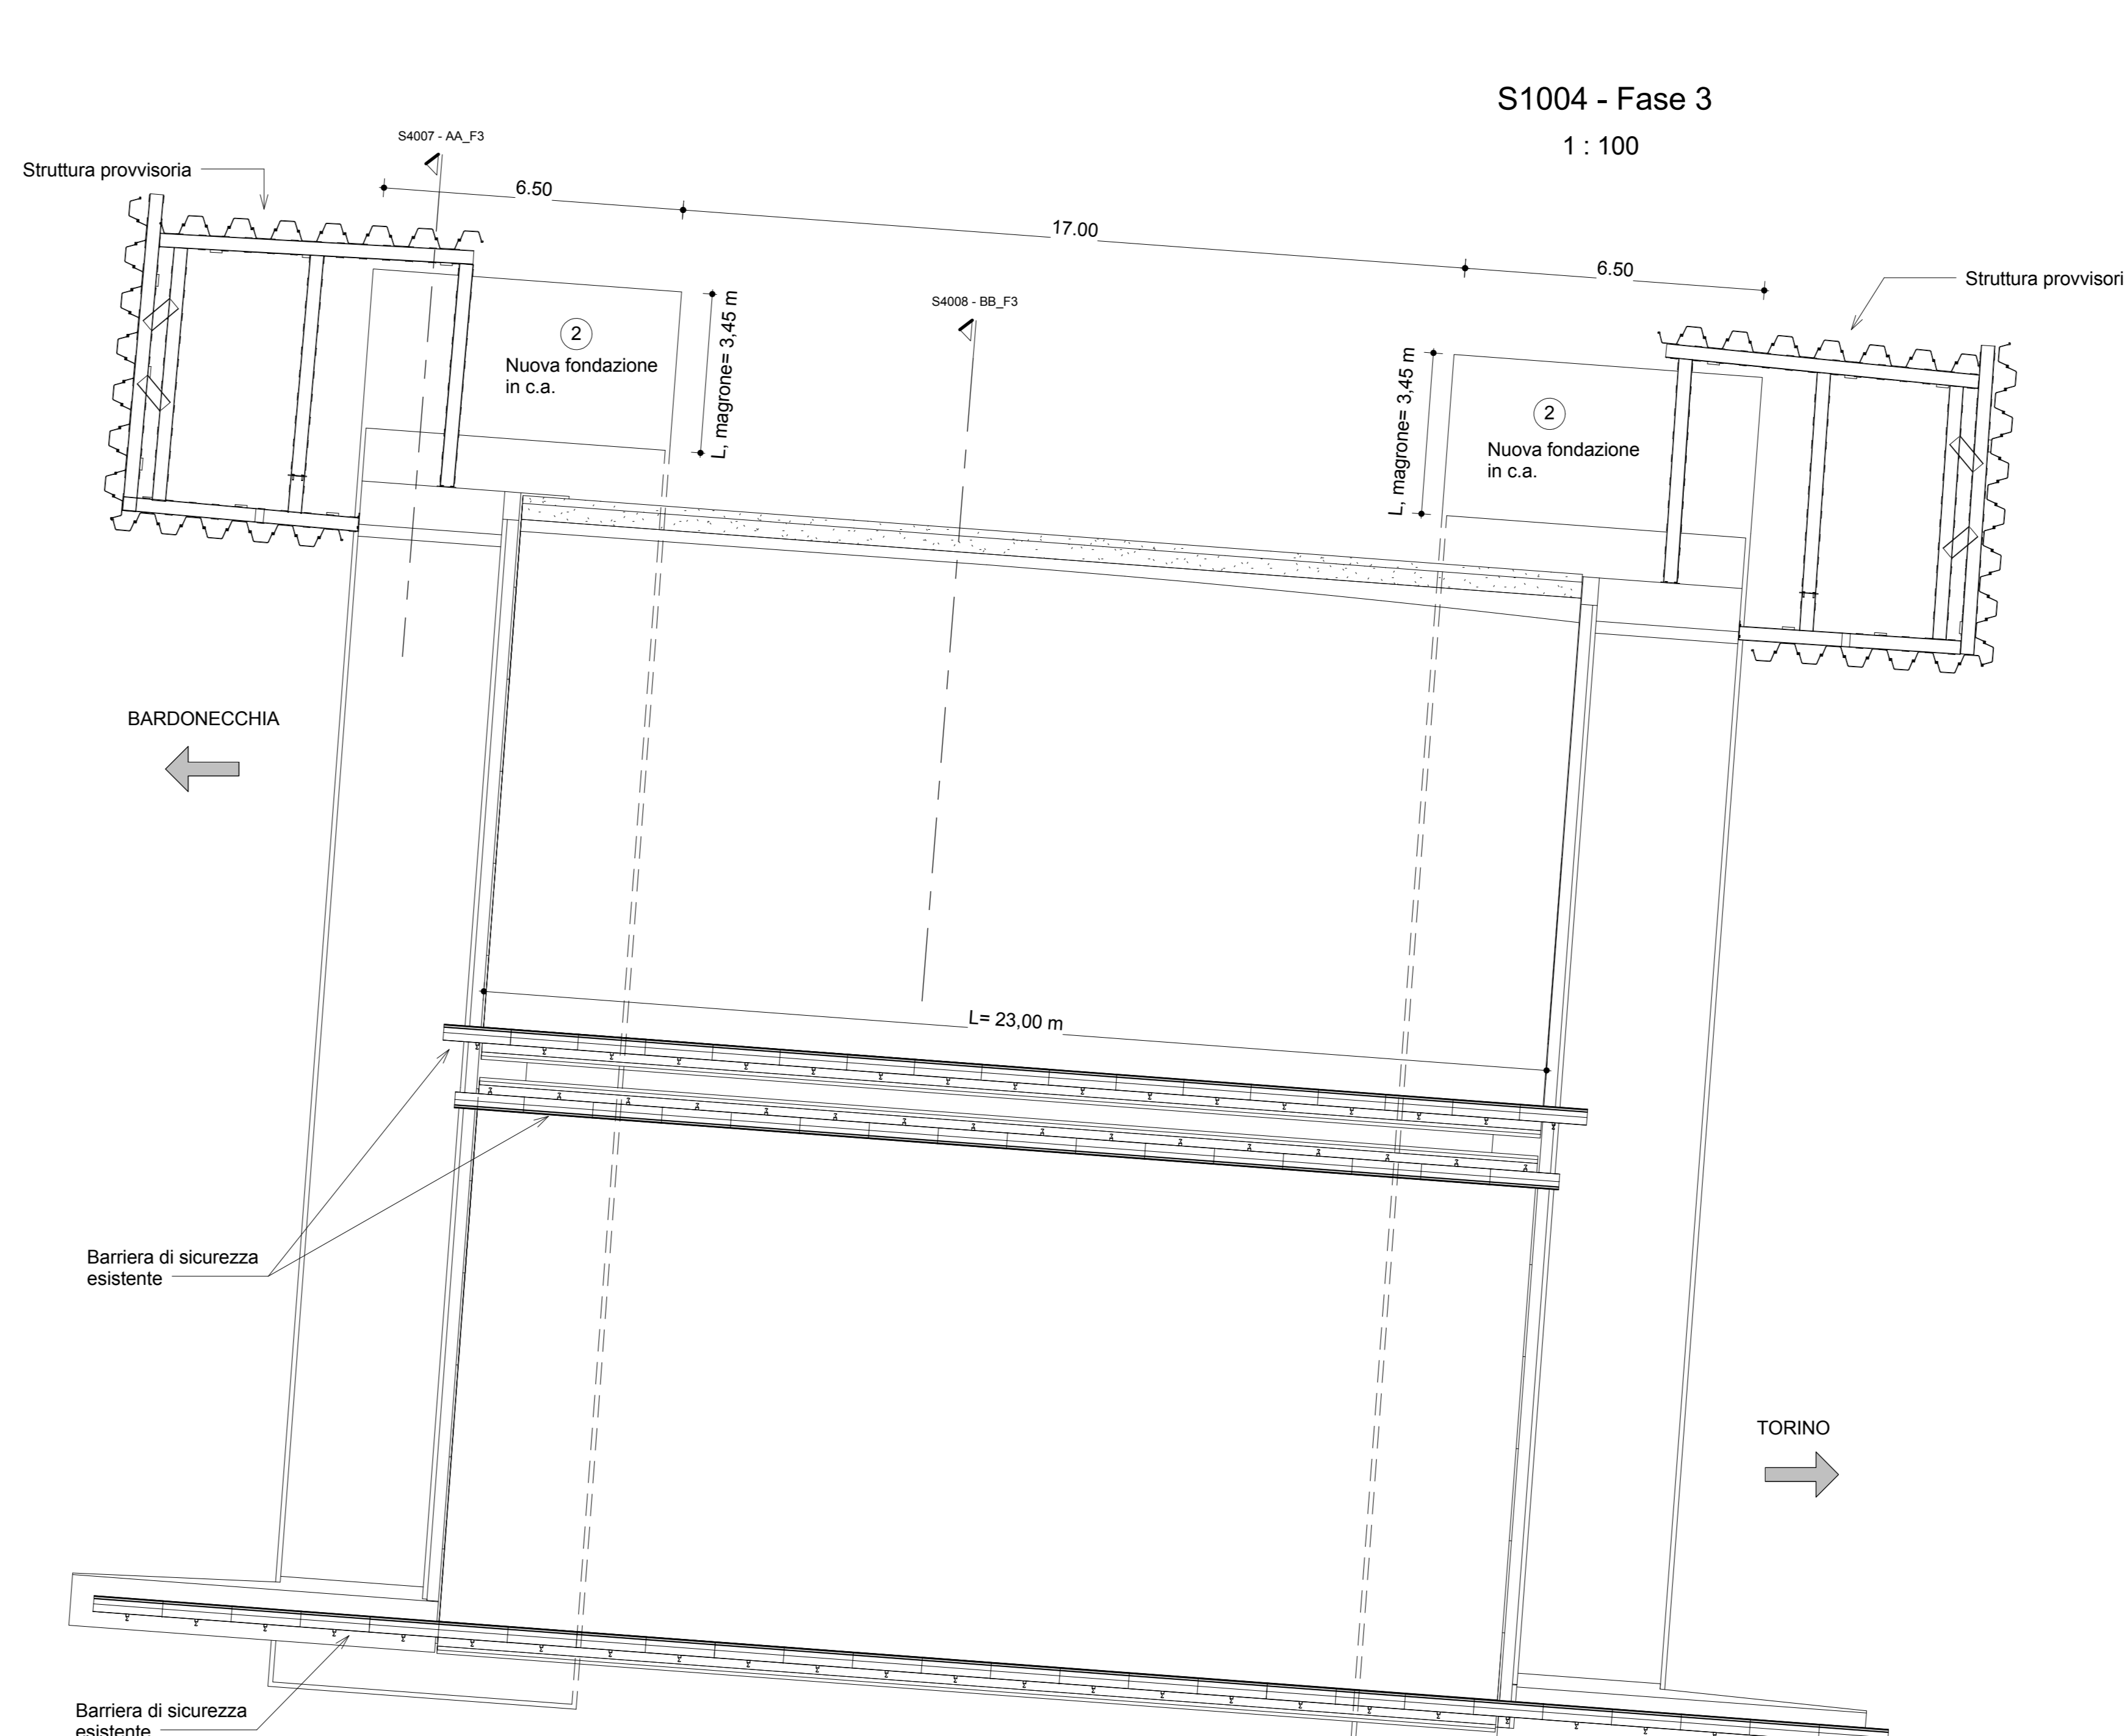 S1004 - Fase 3
1 : 100
S4007 - AA_F3
Struttura provvisoria
6.50
17.00
6.50
Struttura provvisori
S4008 - BB_F3
2
Nuova fondazione
in c.a.
L, magrone= 3,45 m
L, magrone= 3,45 m
2
Nuova fondazione
in c.a.
BARDONECCHIA
L= 23,00 m
Barriera di sicurezza
esistente
TORINO
Barriera di sicurezza
esistente